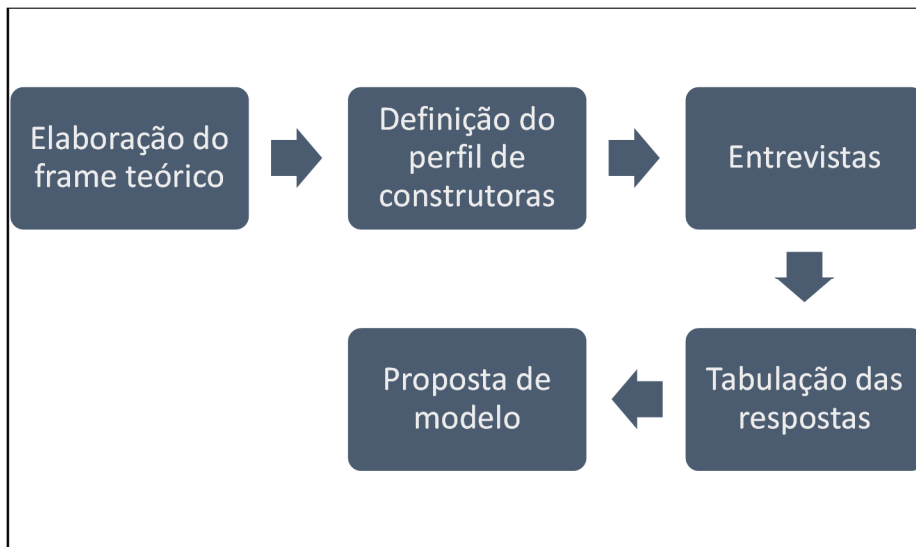 Elaboração do
frame teórico
Definição do
perfil de
construtoras
Entrevistas
Tabulação das
respostas
Proposta de
modelo